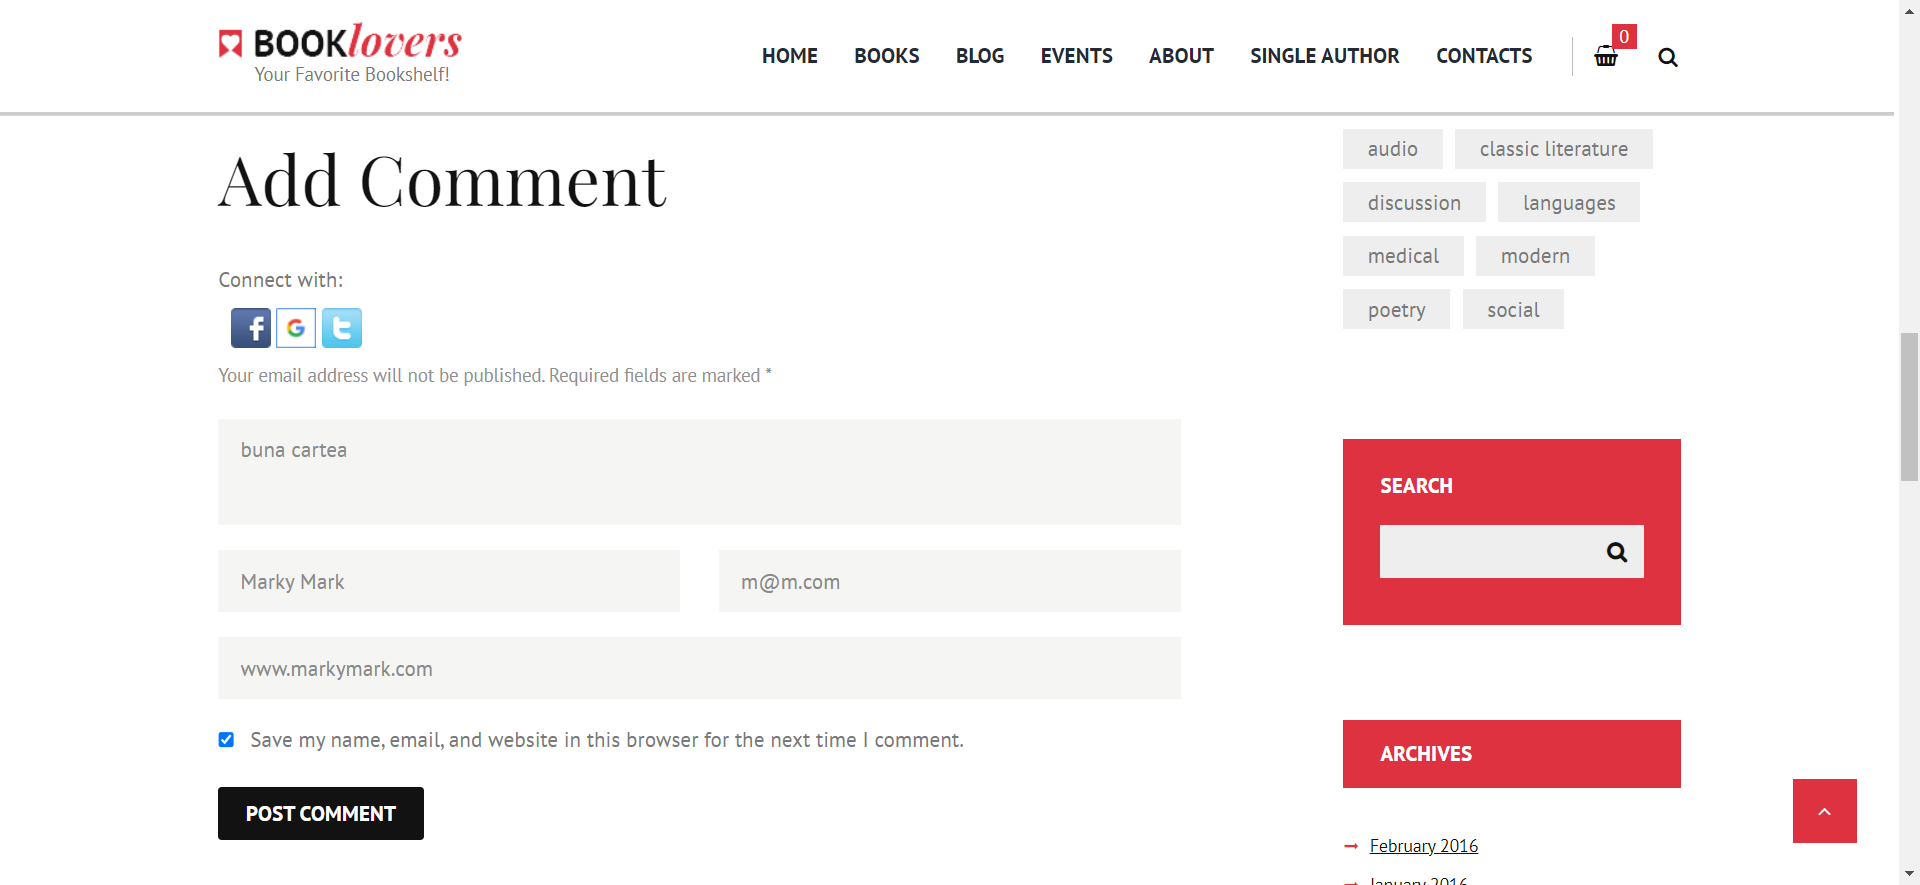 BOOKlovers
Your Favorite Bookshelf!
HOME BOOKS BLOG EVENTS ABOUT SINGLE AUTHOR CONTACTS
0
Add Comment
Connect with:
Your email address will not be published. Required fields are marked *
buna cartea
Marky Mark
m@m.com
www.markymark.com
Save my name, email, and website in this browser for the next time I comment.
POST COMMENT
audio classic literature
discussion languages
medical modern
poetry social
SEARCH
ARCHIVES
February 2016
January 2016